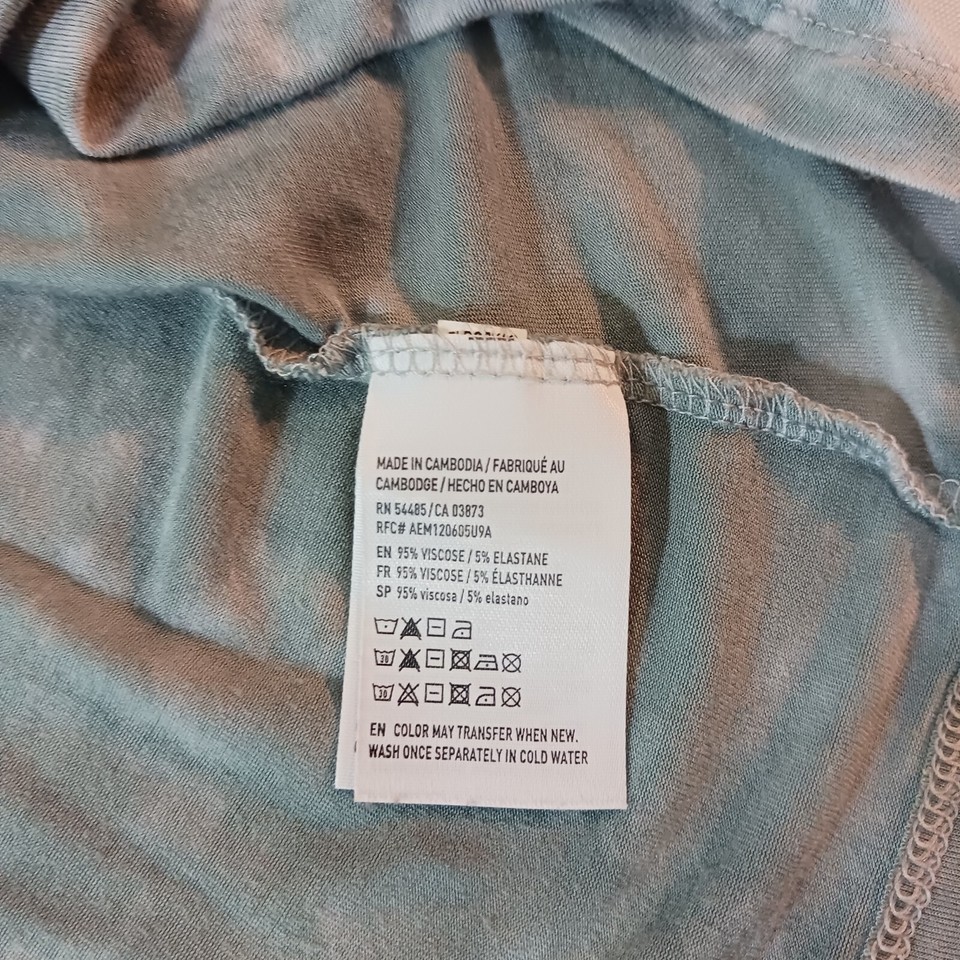 MADE IN CAMBODIA / FABRIQUÉ AU
CAMBODGE / HECHO EN CAMBOYA
RN 54485 / CA 03873
RFC# AEM120605U9A
EN 95% VISCOSE / 5% ELASTANE
FR 95% VISCOSE / 5% ÉLASTHANNE
SP 95% viscosa / 5% elastano
30
30
EN COLOR MAY TRANSFER WHEN NEW.
WASH ONCE SEPARATELY IN COLD WATER